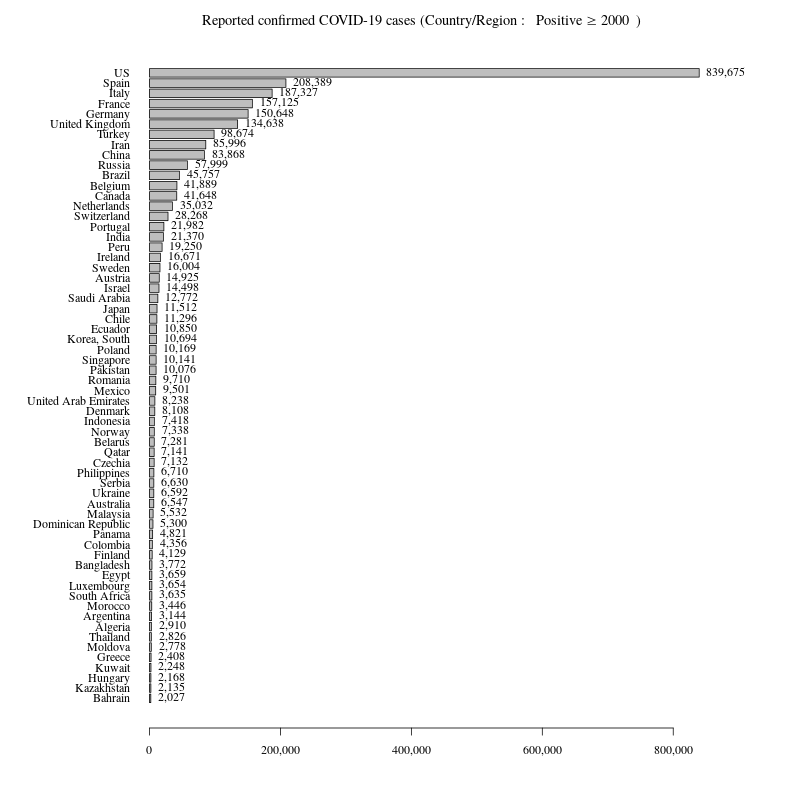 Reported confirmed COVID-19 cases (Country/Region :   Positive ≥ 2000  )
US 839,675
Spain 208,389
Italy 187,327
France 157,125
Germany 150,648
United Kingdom 134,638
Turkey 98,674
Iran 85,996
China 83,868
Russia 57,999
Brazil 45,757
Belgium 41,889
Canada 41,648
Netherlands 35,032
Switzerland 28,268
Portugal 21,982
India 21,370
Peru 19,250
Ireland 16,671
Sweden 16,004
Austria 14,925
Israel 14,498
Saudi Arabia 12,772
Japan 11,512
Chile 11,296
Ecuador 10,850
Korea, South 10,694
Poland 10,169
Singapore 10,141
Pakistan 10,076
Romania 9,710
Mexico 9,501
United Arab Emirates 8,238
Denmark 8,108
Indonesia 7,418
Norway 7,338
Belarus 7,281
Qatar 7,141
Czechia 7,132
Philippines 6,710
Serbia 6,630
Ukraine 6,592
Australia 6,547
Malaysia 5,532
Dominican Republic 5,300
Panama 4,821
Colombia 4,356
Finland 4,129
Bangladesh 3,772
Egypt 3,659
Luxembourg 3,654
South Africa 3,635
Morocco 3,446
Argentina 3,144
Algeria 2,910
Thailand 2,826
Moldova 2,778
Greece 2,408
Kuwait 2,248
Hungary 2,168
Kazakhstan 2,135
Bahrain 2,027
0 200,000 400,000 600,000 800,000